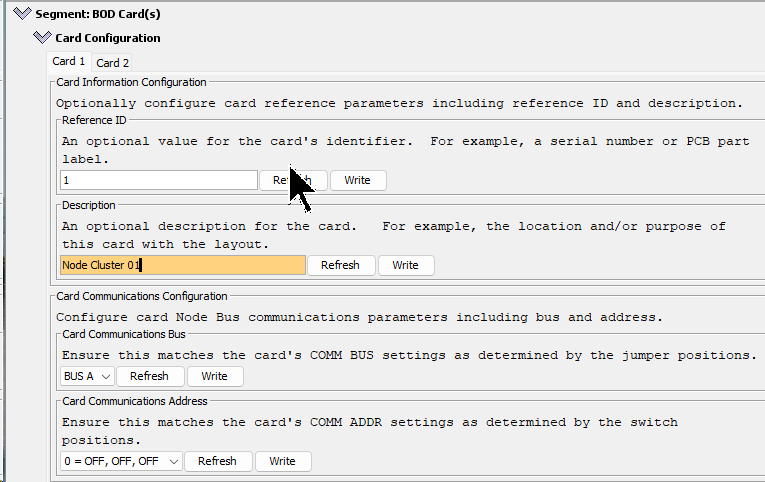 Segment: BOD Card(s)
Card Configuration
Card 1 Card 2
Card Information Configuration
Optionally configure card reference parameters including reference ID and description.
Reference ID
An optional value for the card's identifier. For example, a serial number or PCB part
label.
1 Write
Description
An optional description for the card. For example, the location and/or purpose of
this card with the layout.
Node Cluster 01 Refresh Write
Card Communications Configuration
Configure card Node Bus communications parameters including bus and address.
Card Communications Bus
Ensure this matches the card's COMM BUS settings as determined by the jumper positions.
BUS A Refresh Write
Card Communications Address
Ensure this matches the card's COMM ADDR settings as determined by the switch
positions.
0 = OFF, OFF, OFF Refresh Write